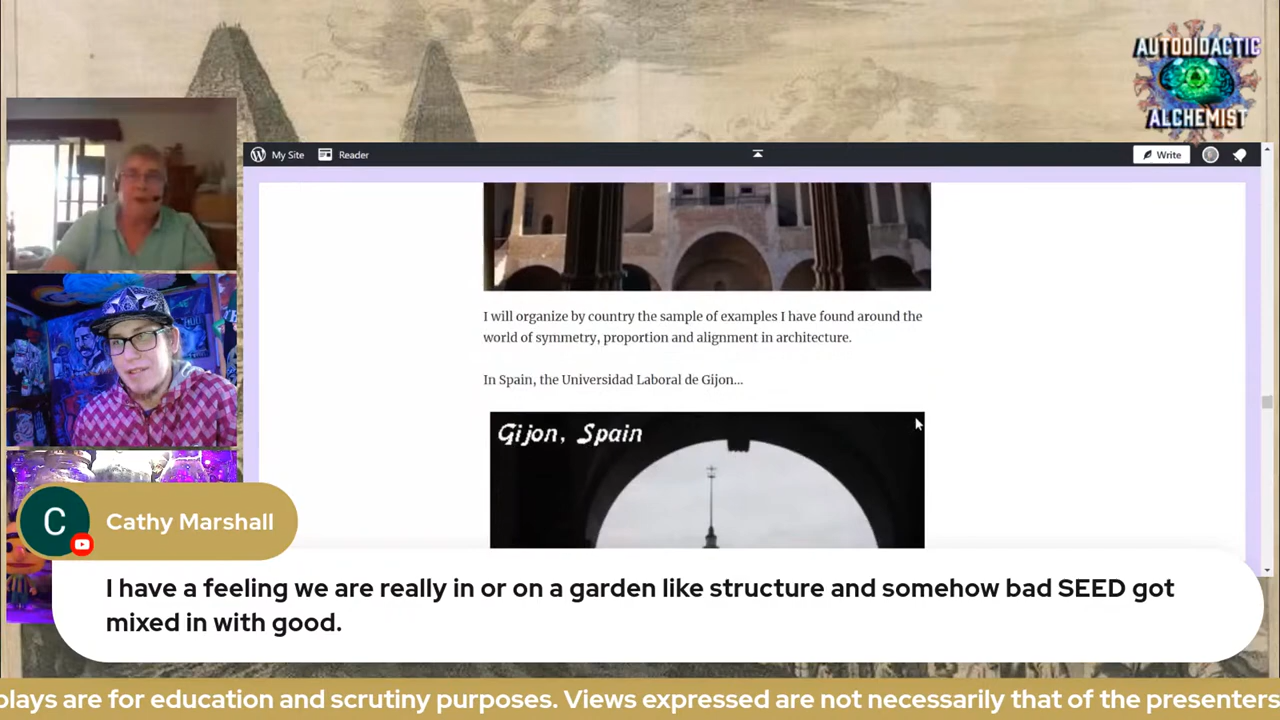 AUTODIDACTIC
ALCHEMIST
My Site
Reader
Write
I will organize by country the sample of examples I have found around the
world of symmetry, proportion and alignment in architecture.
In Spain, the Universidad Laboral de Gijon...
Gijon, Spain
C
Cathy Marshall
I have a feeling we are really in or on a garden like structure and somehow bad SEED got
mixed in with good.
plays are for education and scrutiny purposes. Views expressed are not necessarily that of the presenters